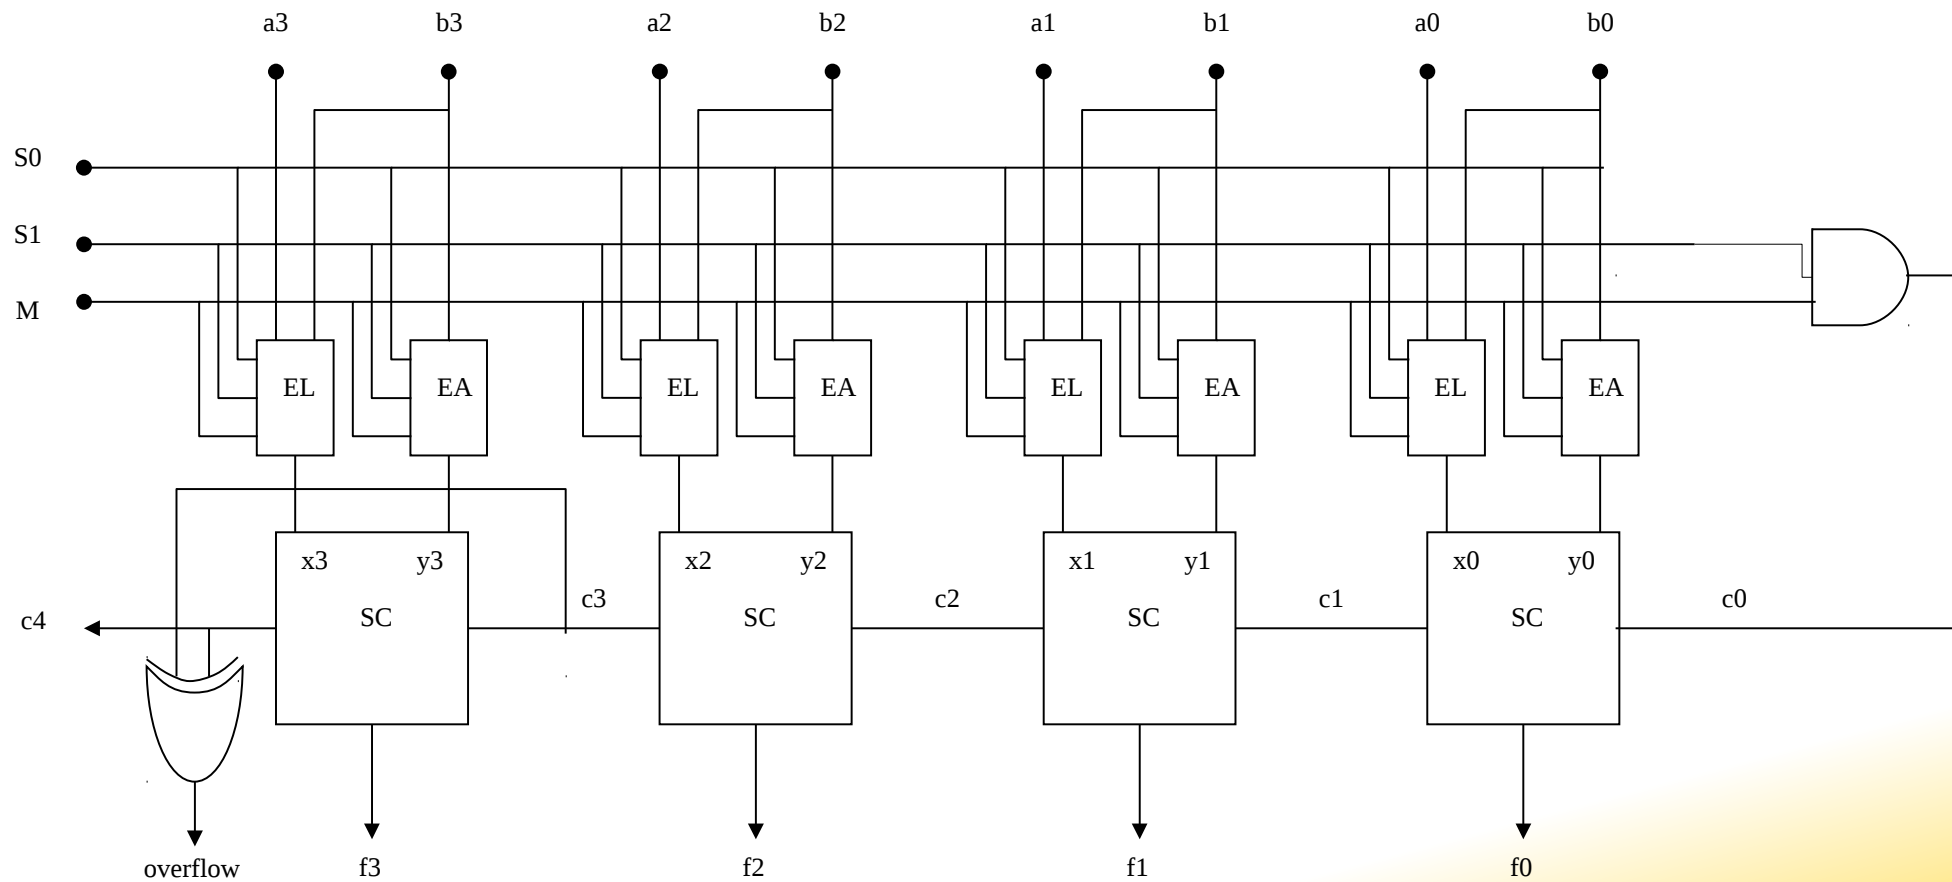 a3 b3 a2 b2 a1 b1 a0 b0
S0
S1
M
EL EA EL EA EL EA EL EA
x3 y3 x2 y2 x1 y1 x0 y0
c3 c2 c1 c0
c4 SC SC SC SC
overflow f3 f2 f1 f0